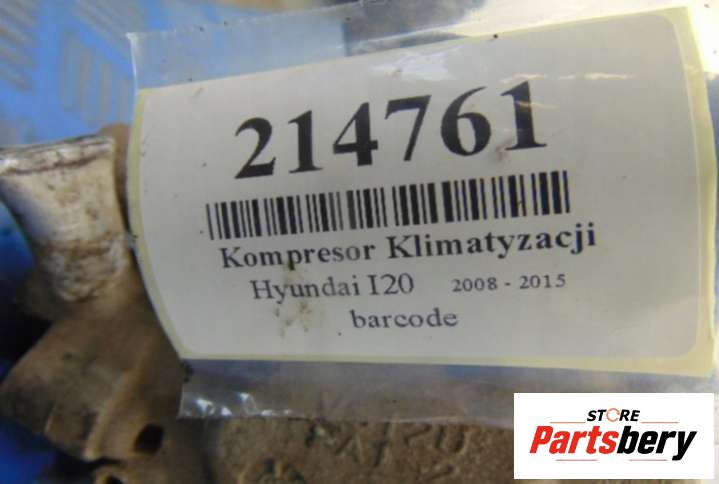 214761
Kompresor Klimatyzacji
Hyundai I20 2008 - 2015
barcode
STORE
Partsbery